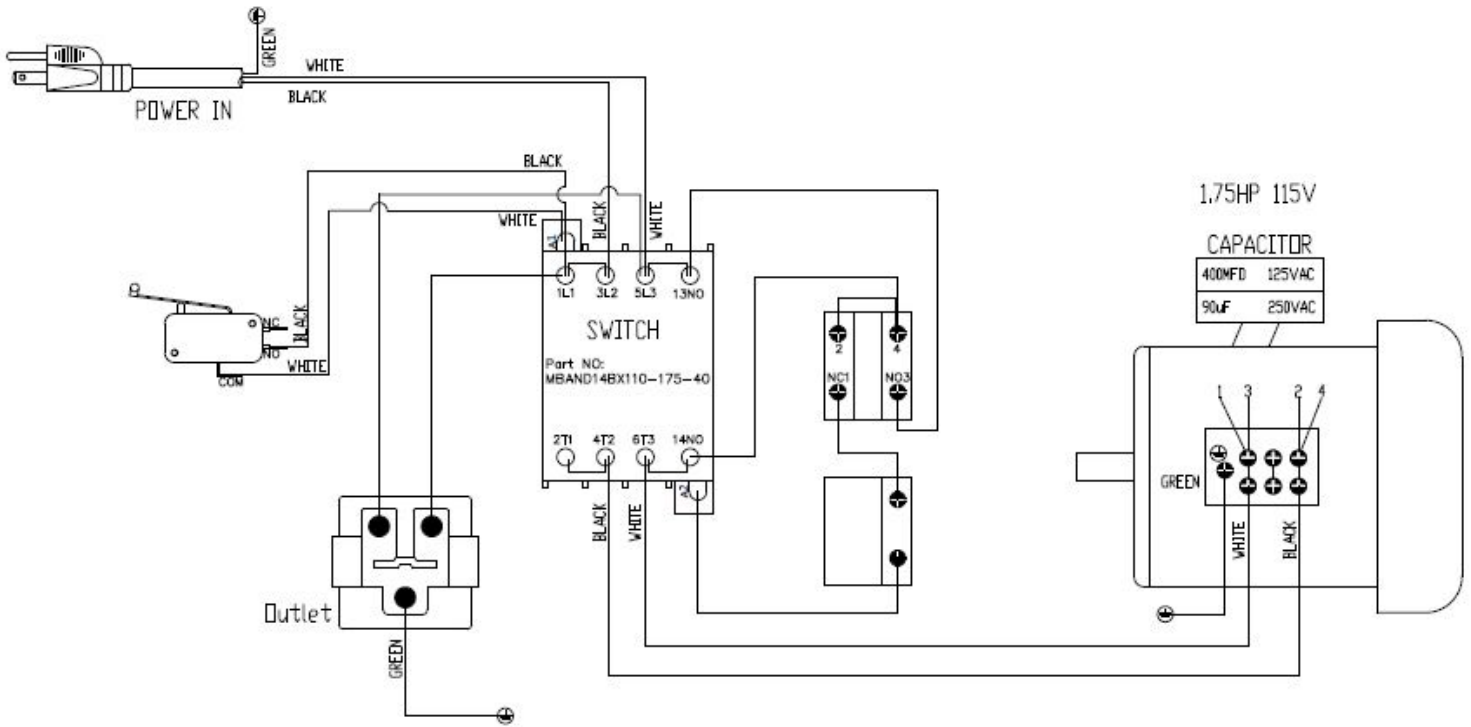 GREEN
WHITE
BLACK
POWER IN
BLACK
WHITE
BLACK
WHITE
A1
1L1 3L2 5L3 13NO
SWITCH
Part NO:
MBAND14BX110-175-40
2T1 4T2 6T3 14NO
A2
NC
NO
COM
BLACK
WHITE
2 4
NC1 NO3
1.75HP 115V
CAPACITOR
400MFD 125VAC
90uF 250VAC
1 3 2 4
GREEN
WHITE
BLACK
BLACK
WHITE
Outlet
GREEN